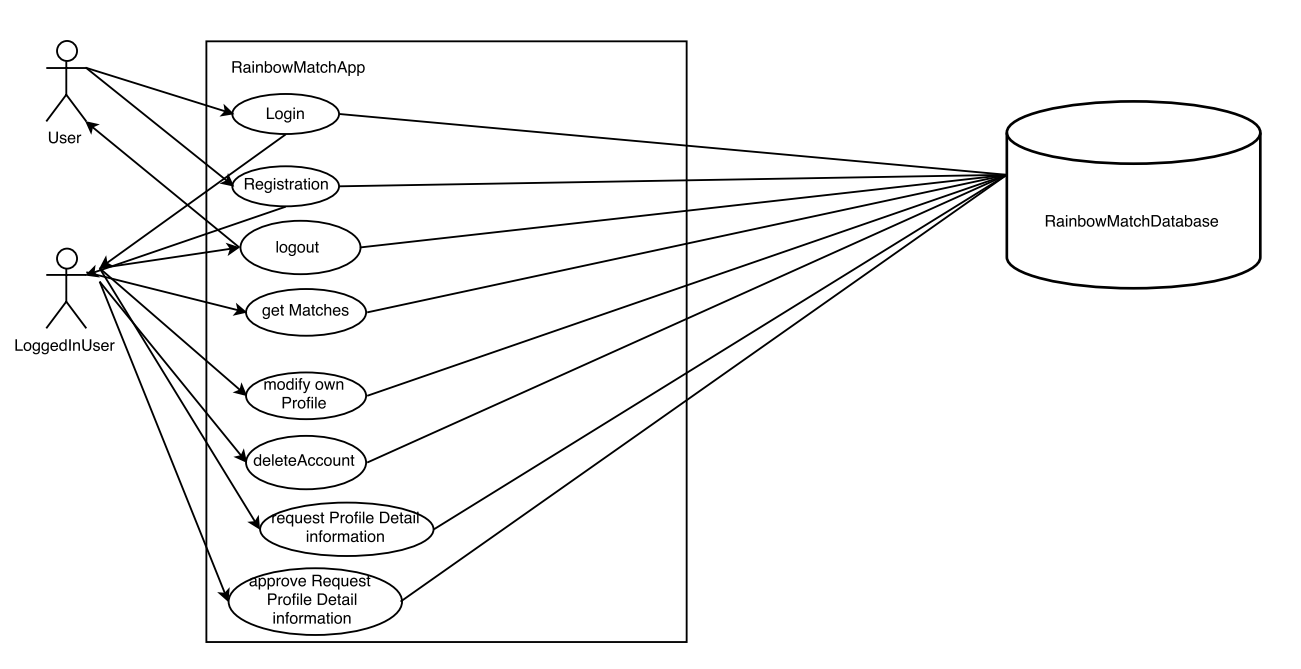 RainbowMatchApp
Login
User
Registration
RainbowMatchDatabase
logout
get Matches
LoggedInUser
modify own
Profile
deleteAccount
request Profile Detail
information
approve Request
Profile Detail
information